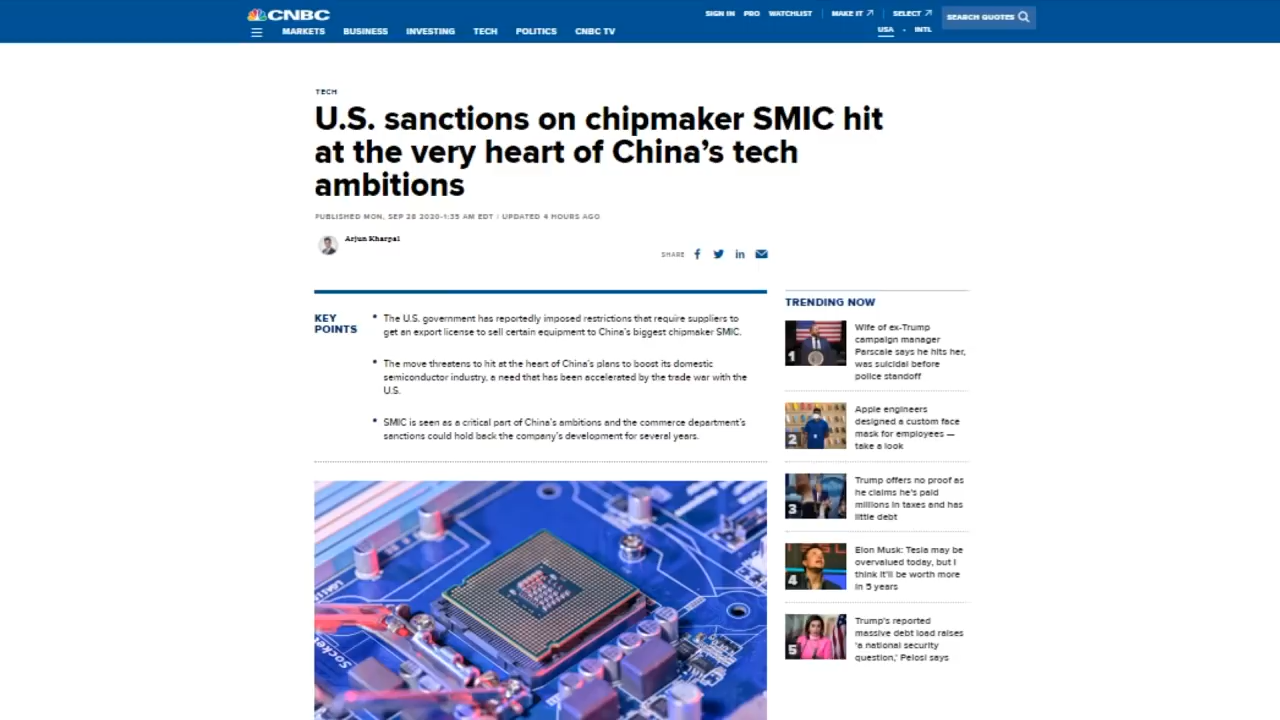 CNBC
SIGN IN PRO WATCHLIST MAKE IT SELECT
SEARCH QUOTES
USA INTL
MARKETS BUSINESS INVESTING TECH POLITICS CNBC TV
TECH
U.S. sanctions on chipmaker SMIC hit
at the very heart of China's tech
ambitions
PUBLISHED MON, SEP 28 2020-1:35 AM EDT / UPDATED 4 HOURS AGO
Arjun Kharpal
SHARE
KEY
POINTS
• The U.S. government has reportedly imposed restrictions that require suppliers to
get an export license to sell certain equipment to China's biggest chipmaker SMIC.
• The move threatens to hit at the heart of China's plans to boost its domestic
semiconductor industry, a need that has been accelerated by the trade war with the
U.S.
• SMIC is seen as a critical part of China's ambitions and the commerce department's
sanctions could hold back the company's development for several years.
Socket
TRENDING NOW
1
Wife of ex-Trump
campaign manager
Parscale says he hits her,
was suicidal before
police standoff
2
Apple engineers
designed a custom face
mask for employees —
take a look
3
Trump offers no proof as
he claims he's paid
millions in taxes and has
little debt
4
Elon Musk: Tesla may be
overvalued today, but I
think it'll be worth more
in 5 years
5
Trump's reported
massive debt load raises
'a national security
question,' Pelosi says